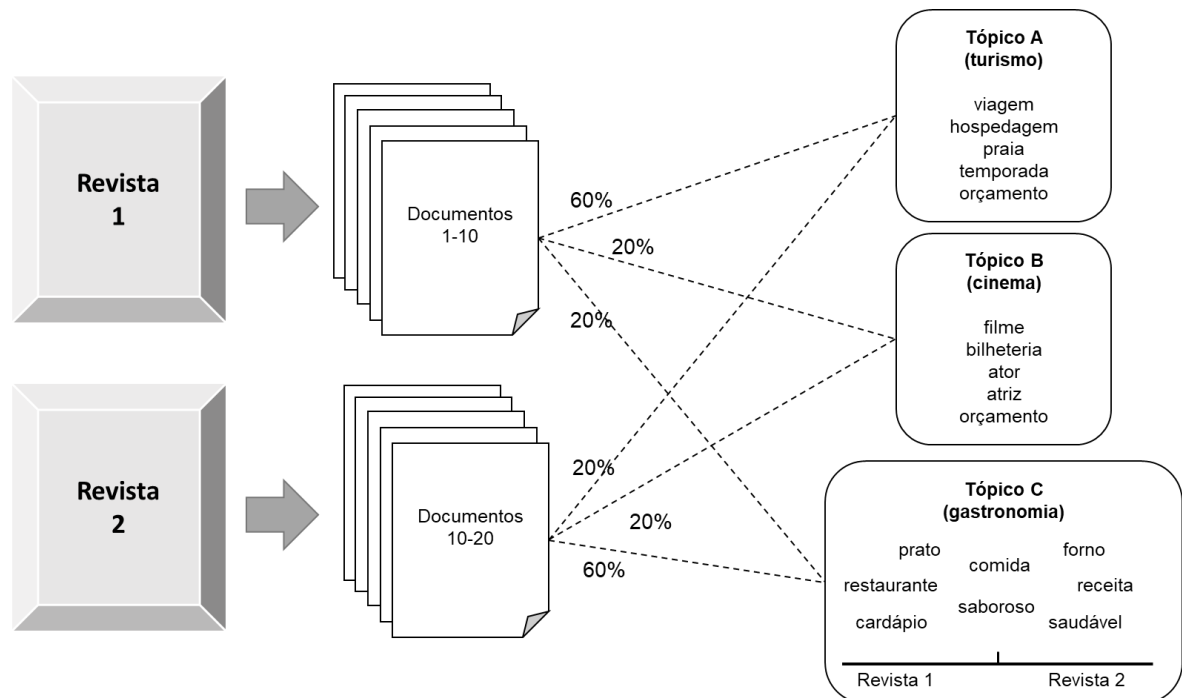 Revista
1
Documentos
1-10
60%
20%
20%
Tópico A
(turismo)
viagem
hospedagem
praia
temporada
orçamento
Tópico B
(cinema)
filme
bilheteria
ator
atriz
orçamento
Revista
2
Documentos
10-20
20%
20%
60%
Tópico C
(gastronomia)
prato
comida
forno
restaurante
receita
saboroso
cardápio
saudável
Revista 1
Revista 2